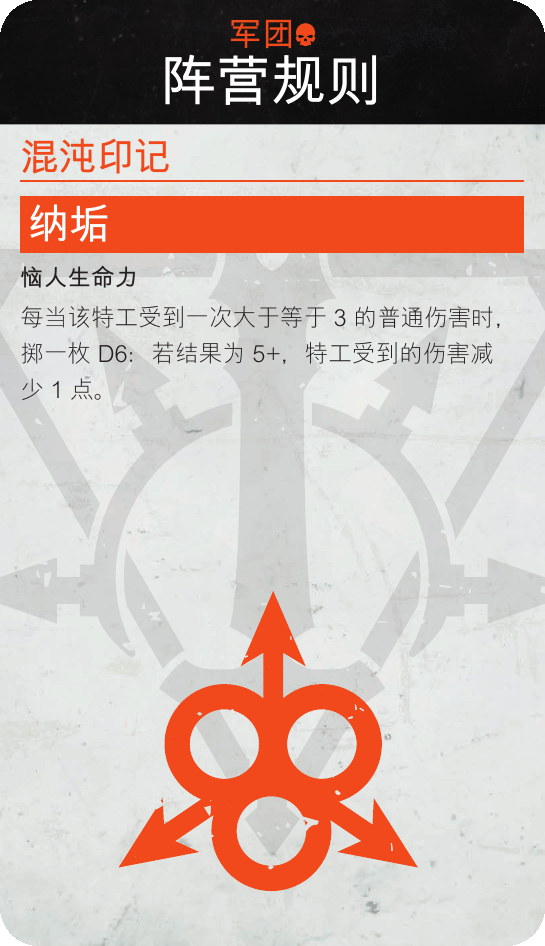 军团
阵营规则
混沌印记
纳垢
恼人生命力
每当该特工受到一次大于等于 3 的普通伤害时，
掷一枚 D6：若结果为 5+，特工受到的伤害减
少 1 点。